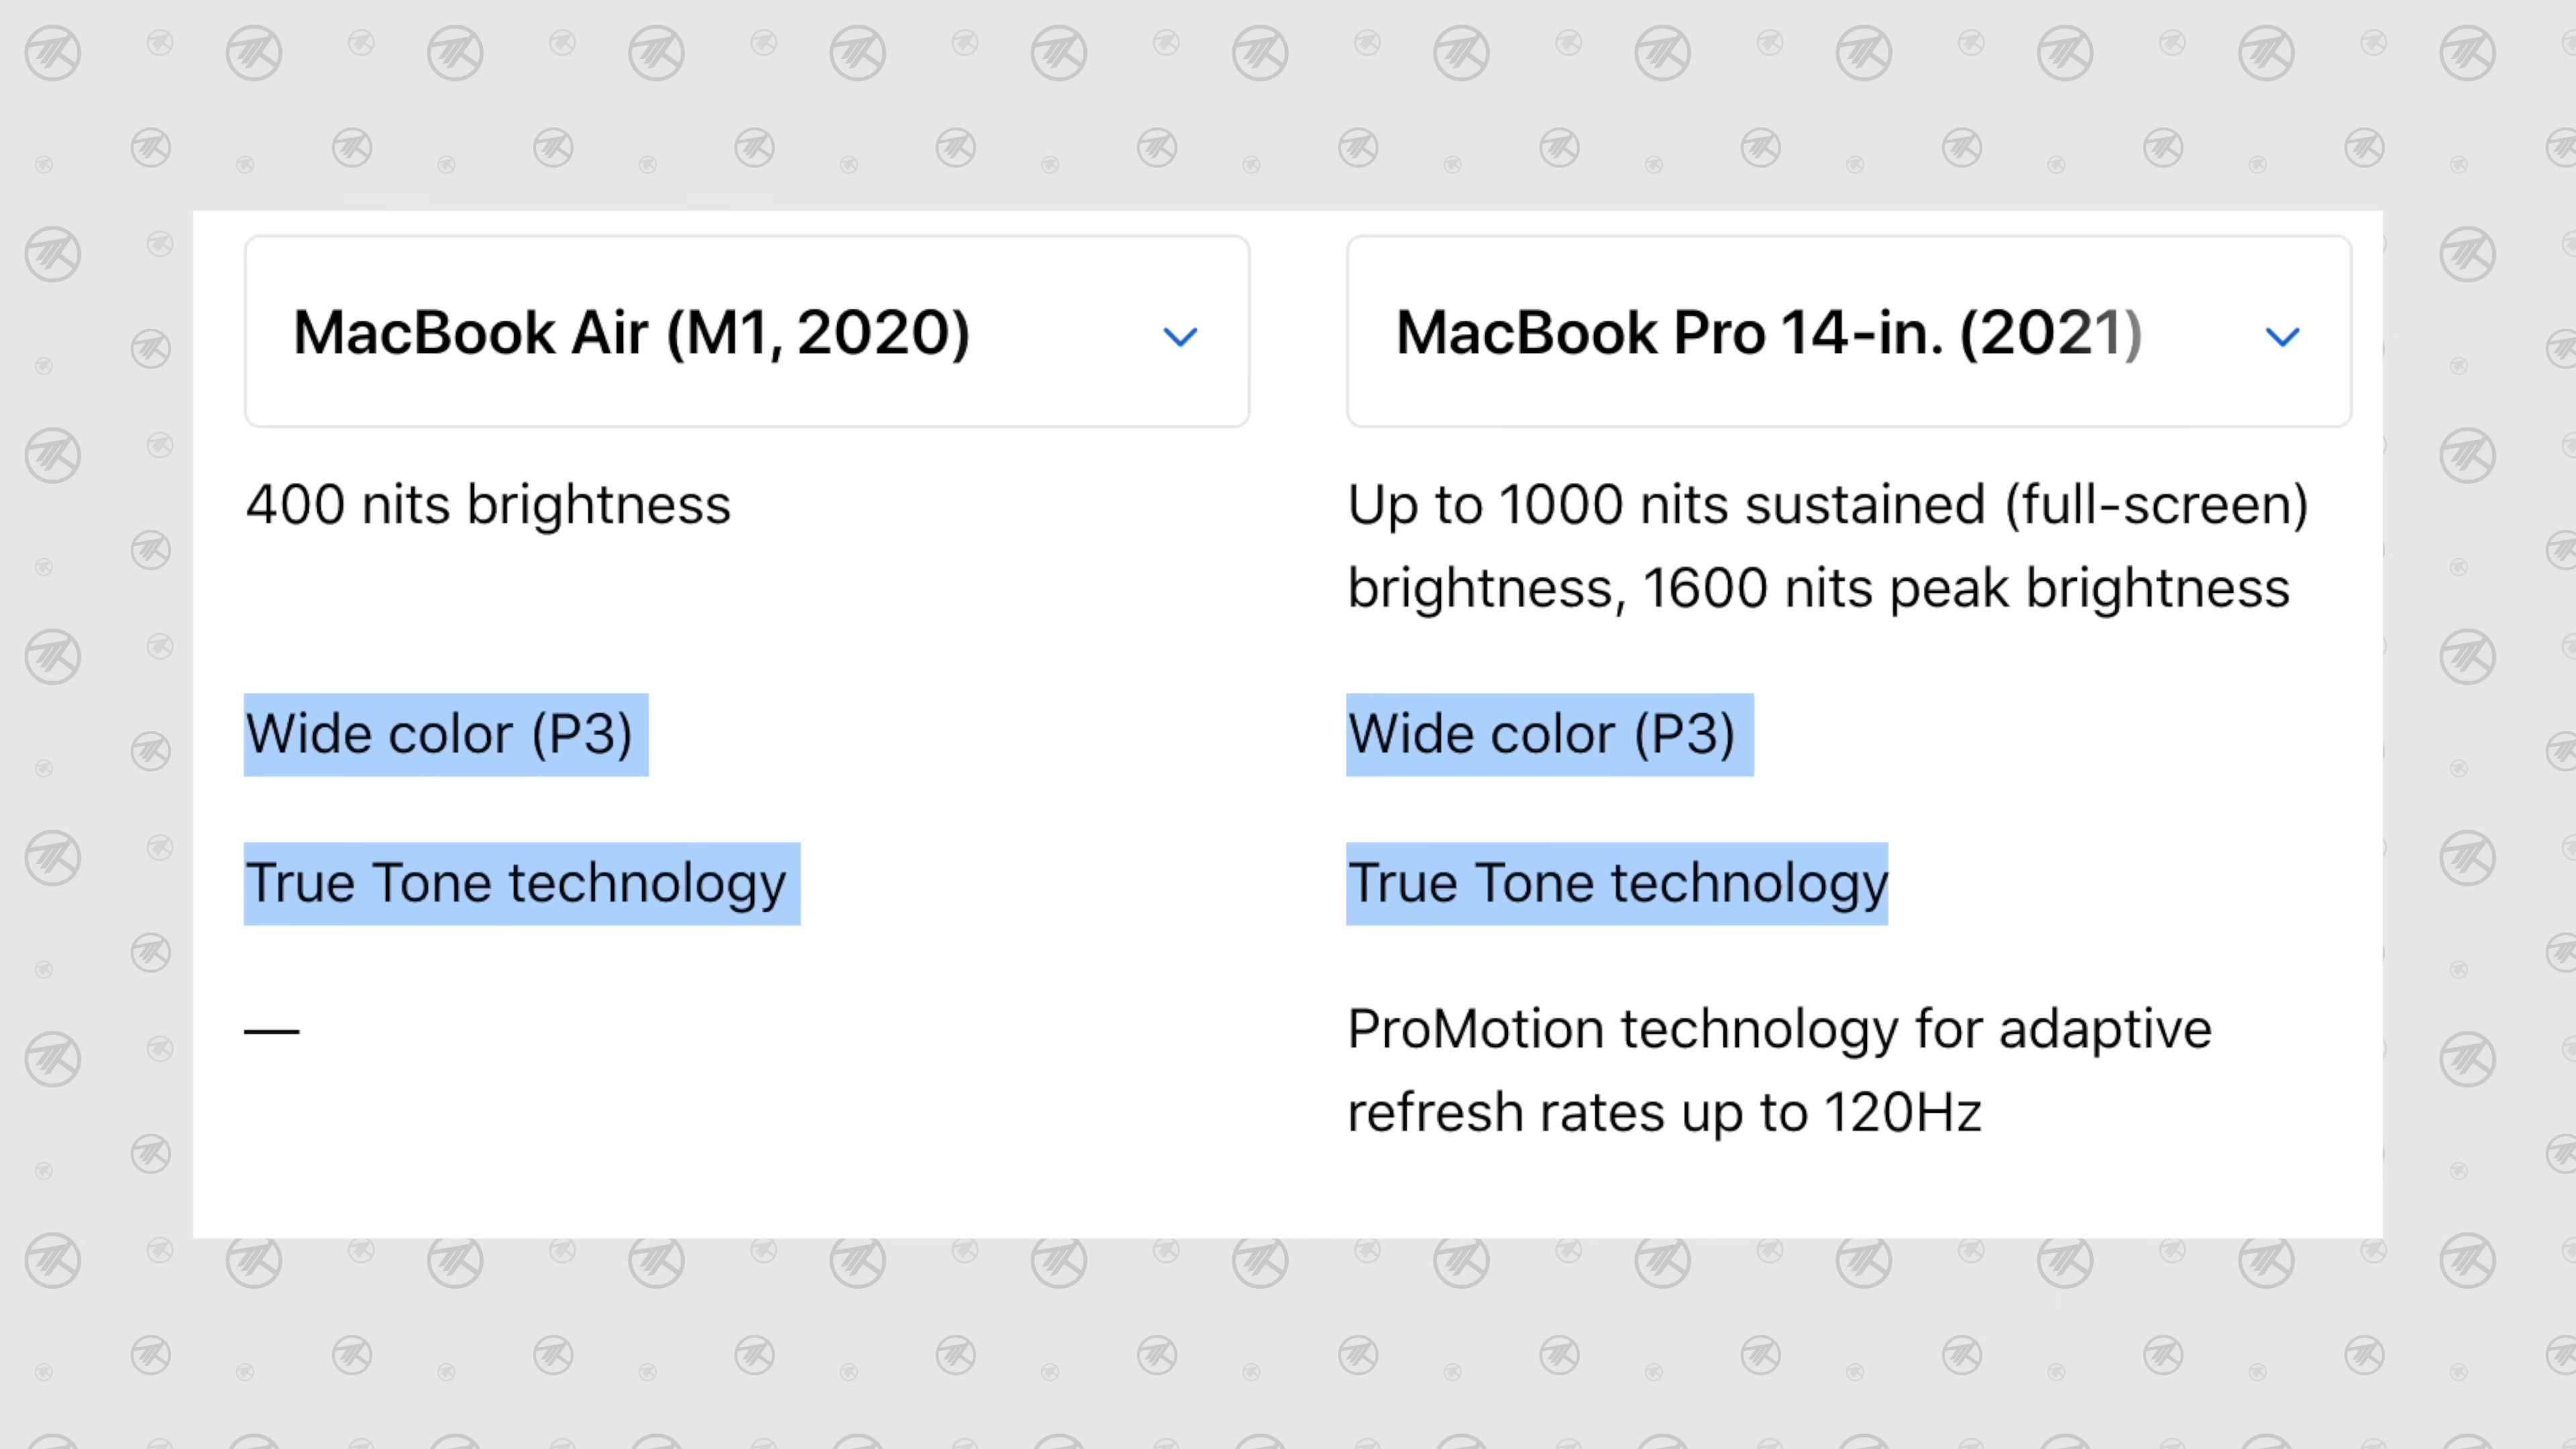 MacBook Air (M1, 2020)
400 nits brightness
Wide color (P3)
True Tone technology
—
MacBook Pro 14-in. (2021)
Up to 1000 nits sustained (full-screen)
brightness, 1600 nits peak brightness
Wide color (P3)
True Tone technology
ProMotion technology for adaptive
refresh rates up to 120Hz